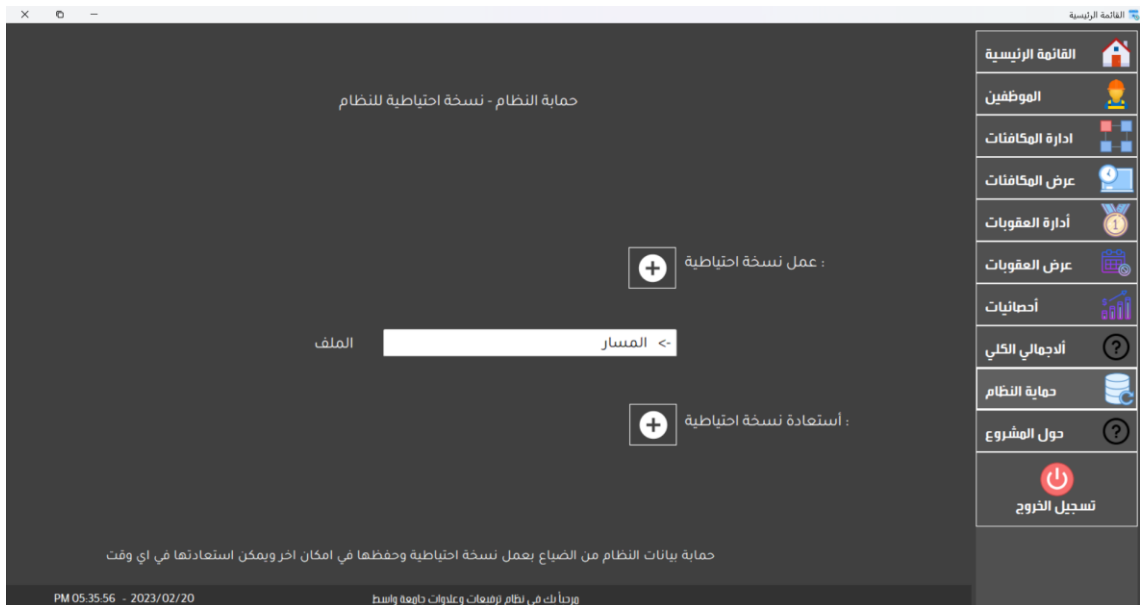 القائمة الرئيسية
القائمة الرئيسية
الموظفين
ادارة المكافئات
عرض المكافئات
أدارة العقوبات
عرض العقوبات
أحصائيات
ألاجمالي الكلي
حماية النظام
حول المشروع
تسجيل الخروج
حمابة النظام - نسخة احتياطية للنظام
عمل نسخة احتياطية :
المسار <-
الملف
أستعادة نسخة احتياطية :
حمابة بيانات النظام من الضياع بعمل نسخة احتياطية وحفظها في امكان اخر ويمكن استعادتها في اي وقت
مرحبأ بك في نظام ترفيعات وعلاوات جامعة واسط
PM 05:35:56 - 2023/02/20